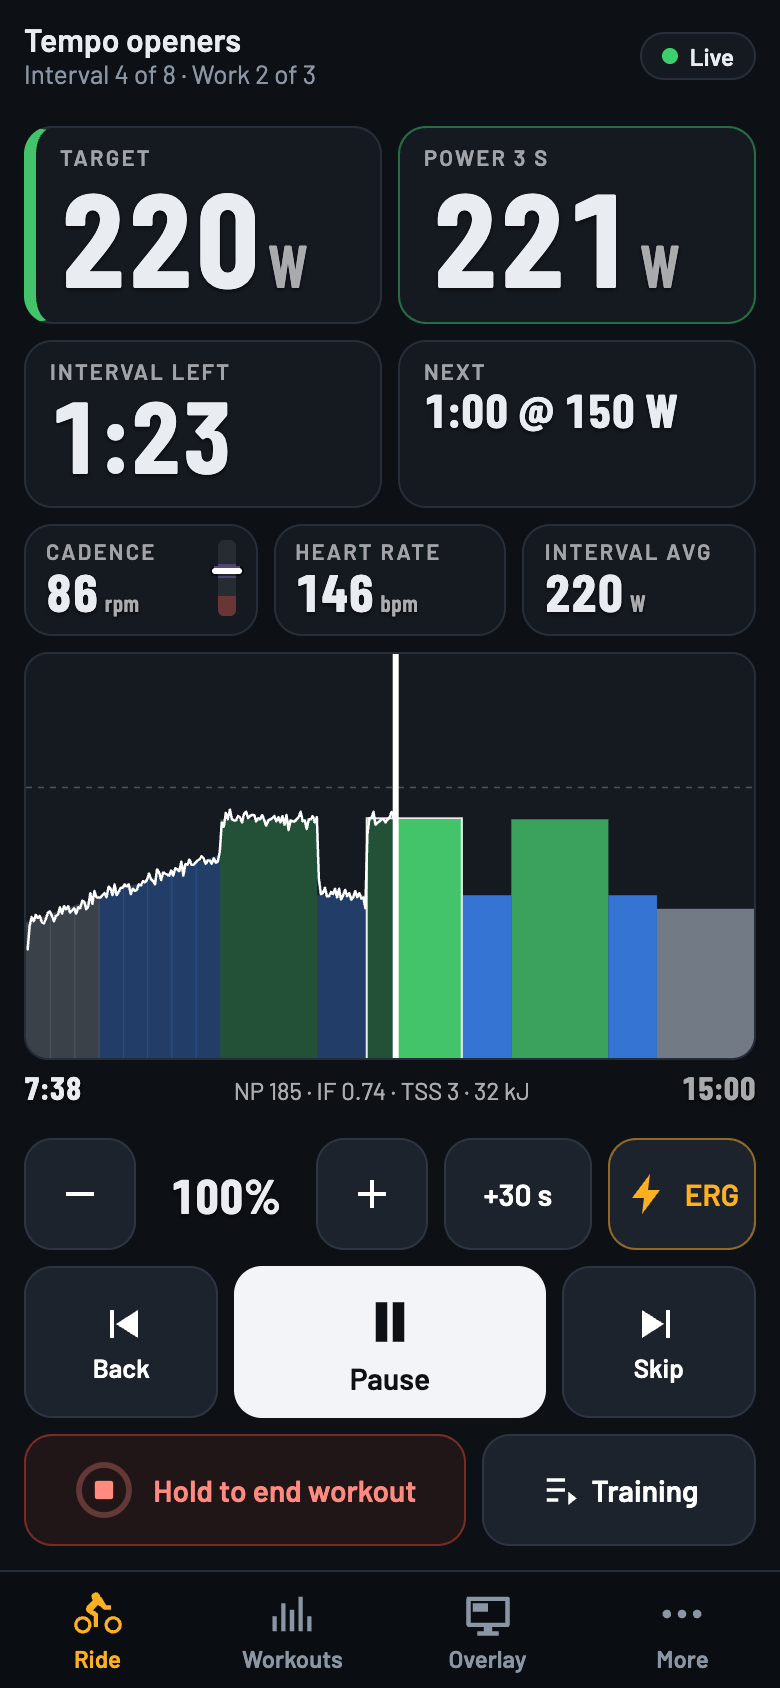 Tempo openers
Interval 4 of 8 · Work 2 of 3
Live
TARGET
220 W
POWER 3 S
221 W
INTERVAL LEFT
1:23
NEXT
1:00 @ 150 W
CADENCE
86 rpm
HEART RATE
146 bpm
INTERVAL AVG
220 W
7:38
NP 185 · IF 0.74 · TSS 3 · 32 kJ
15:00
100%
+30 s
ERG
Back
Pause
Skip
Hold to end workout
Training
Ride
Workouts
Overlay
More